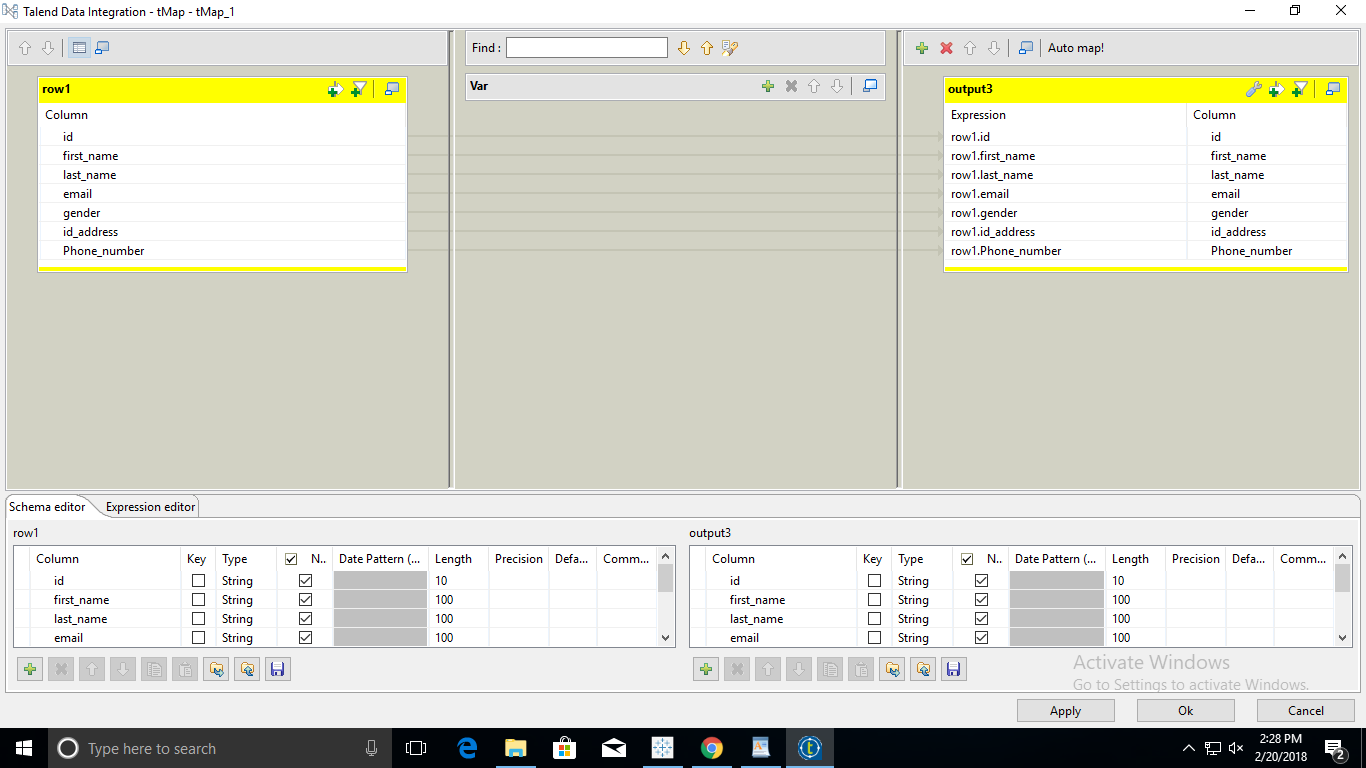 Talend Data Integration - tMap - tMap_1
Find :
Auto map!
row1
Column
id
first_name
last_name
email
gender
id_address
Phone_number
Var
output3
Expression Column
row1.id id
row1.first_name first_name
row1.last_name last_name
row1.email email
row1.gender gender
row1.id_address id_address
row1.Phone_number Phone_number
Schema editor Expression editor
row1
Column Key Type N.. Date Pattern (... Length Precision Defa... Comm...
id String 10
first_name String 100
last_name String 100
email String 100
output3
Column Key Type N.. Date Pattern (... Length Precision Defa... Comm...
id String 10
first_name String 100
last_name String 100
email String 100
Activate Windows
Go to Settings to activate Windows.
Apply Ok Cancel
Type here to search
2:28 PM
2/20/2018
2